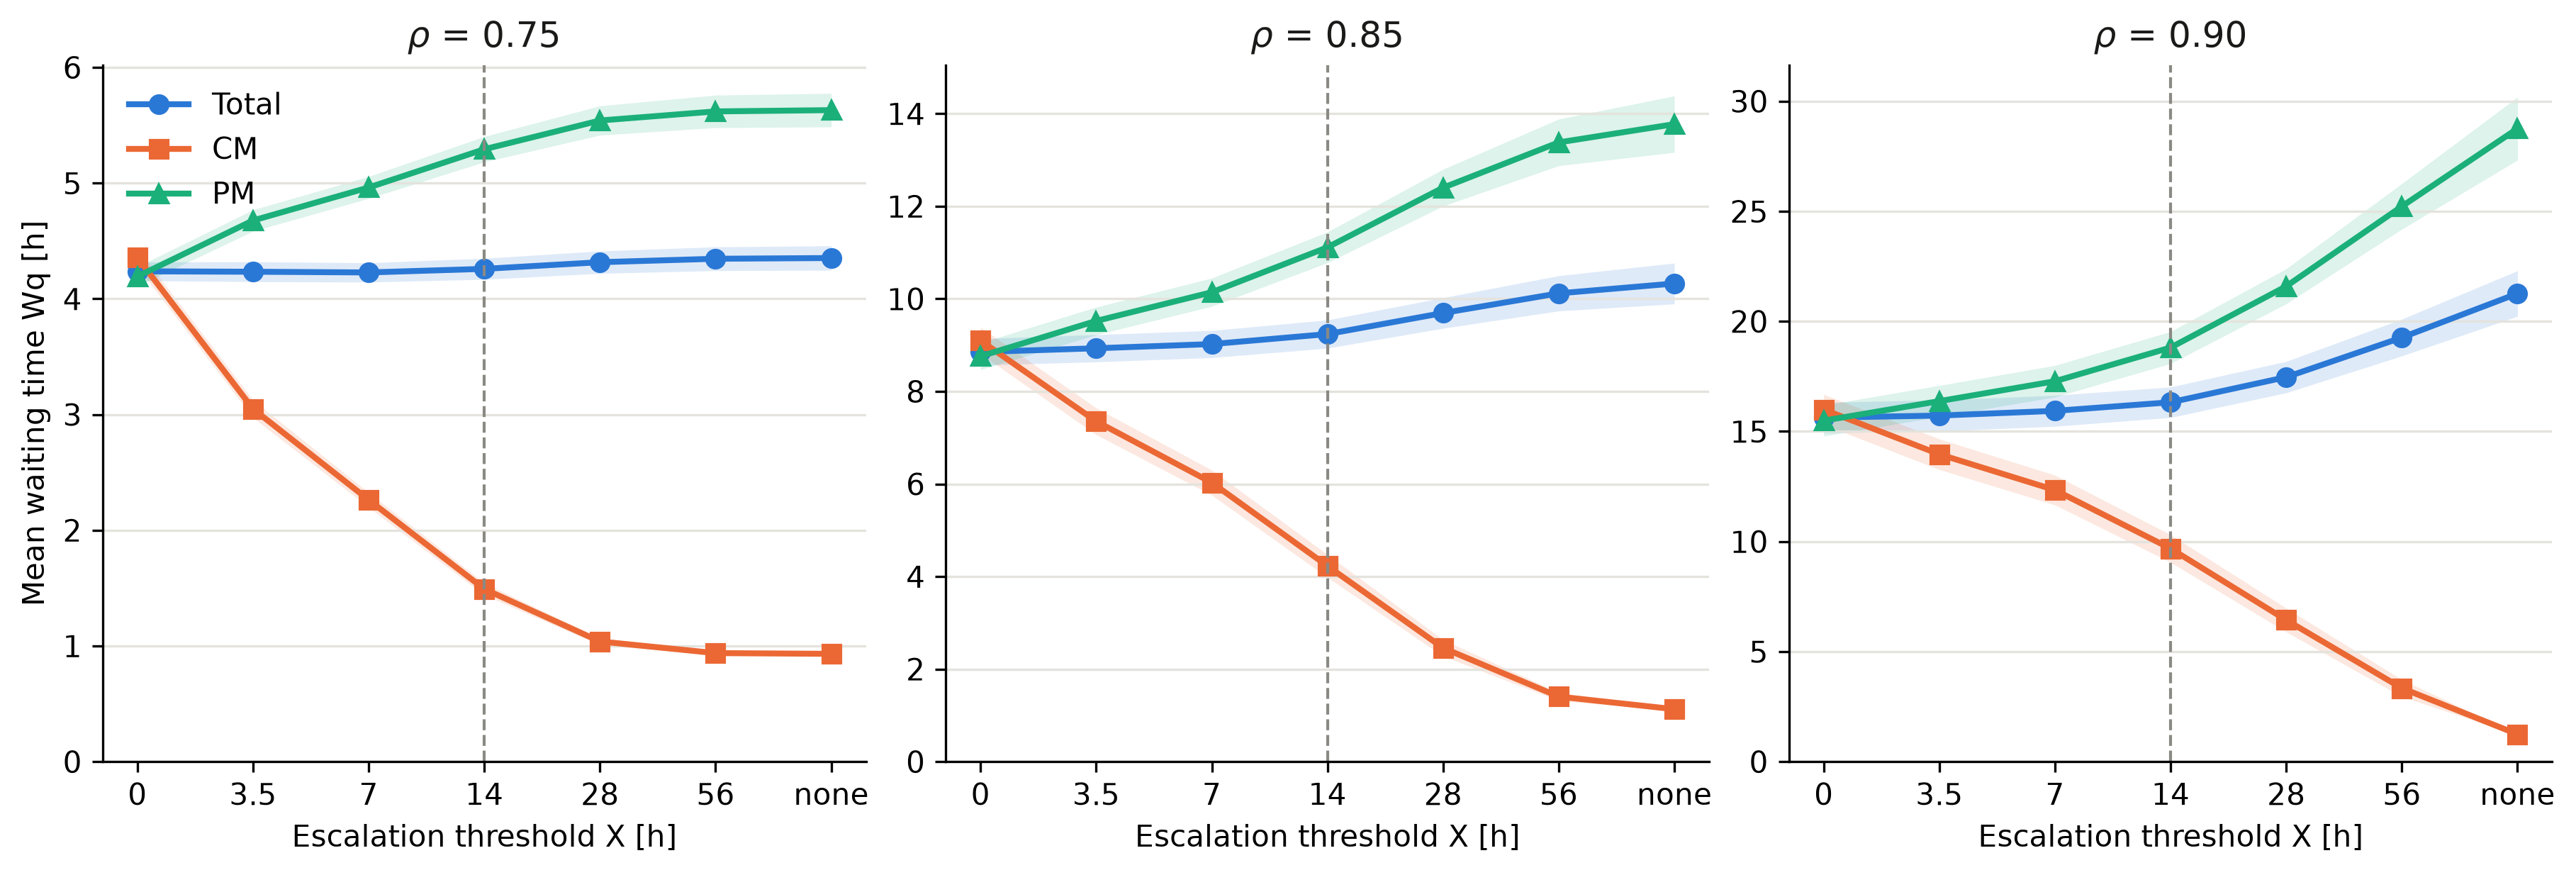 ρ = 0.75
6
5
4
3
2
1
0
Mean waiting time Wq [h]
Total
CM
PM
0 3.5 7 14 28 56 none
Escalation threshold X [h]
ρ = 0.85
14
12
10
8
6
4
2
0
0 3.5 7 14 28 56 none
Escalation threshold X [h]
ρ = 0.90
30
25
20
15
10
5
0
0 3.5 7 14 28 56 none
Escalation threshold X [h]